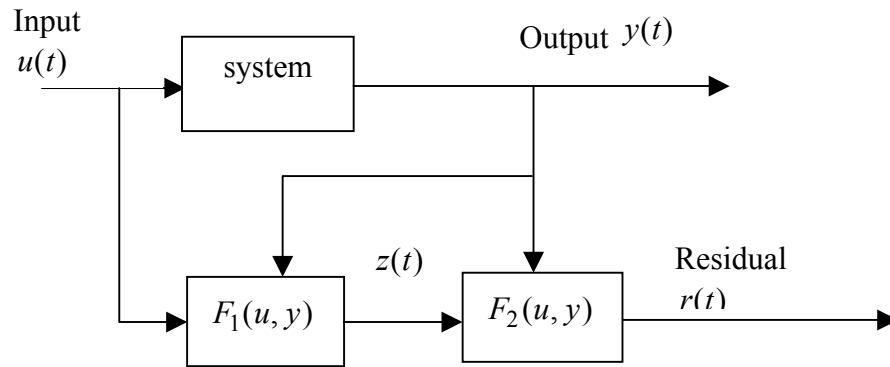 Input
u(t)
system
Output y(t)
z(t)
F₁(u, y)
F₂(u, y)
Residual
r(t)